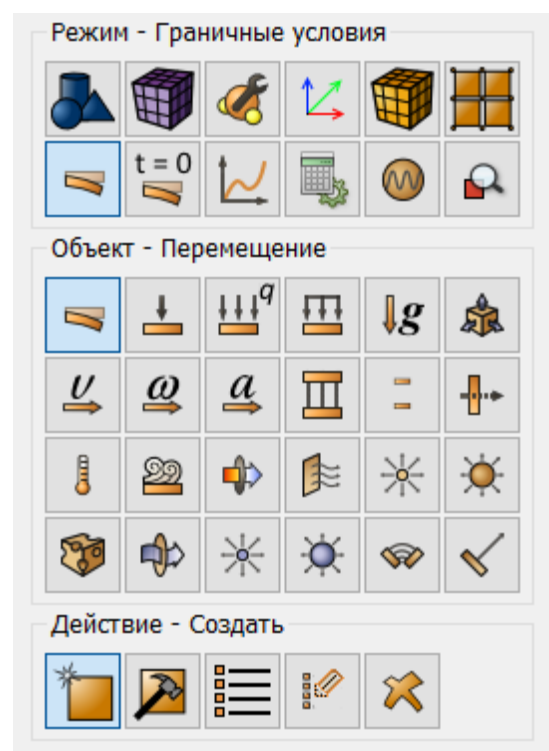 Режим - Граничные условия
t = 0
Объект - Перемещение
q
g
υ ω a
Действие - Создать